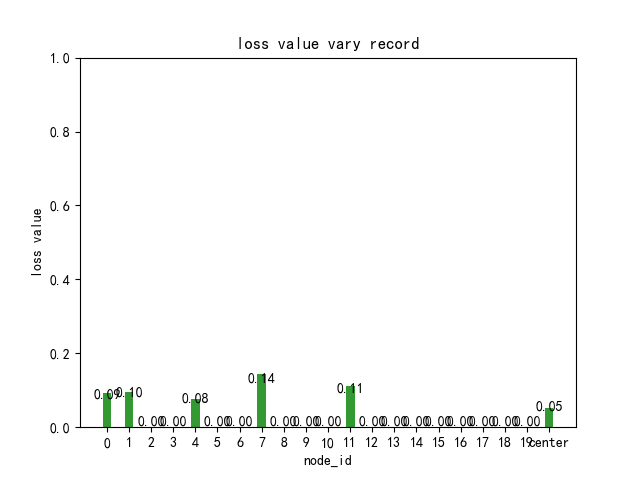 loss value vary record
1.0
0.8
0.6
0.4
0.2
0.0
loss value
0.09 0.10 0.00 0.00 0.08 0.00 0.00 0.14 0.00 0.00 0.00 0.11 0.00 0.00 0.00 0.00 0.00 0.00 0.00 0.00 0.05
0 1 2 3 4 5 6 7 8 9 10 11 12 13 14 15 16 17 18 19 center
node_id